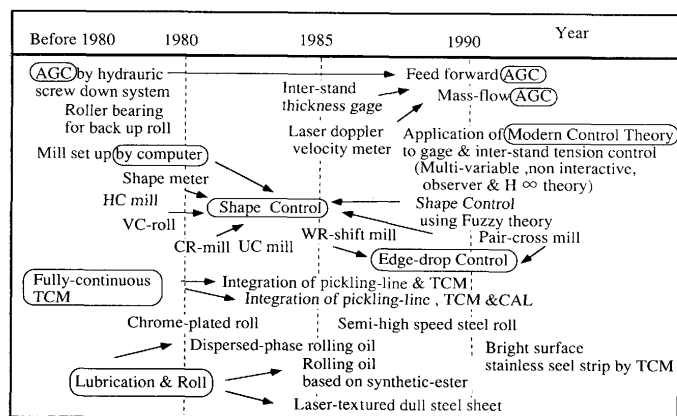 Before 1980 1980 1985 1990 Year
AGC by hydrauric
screw down system
Feed forward AGC
Inter-stand
thickness gage
Mass-flow AGC
Roller bearing
for back up roll
Laser doppler
velocity meter
Application of Modern Control Theory
to gage & inter-stand tension control
(Multi-variable ,non interactive,
observer & H ∞ theory)
Mill set up by computer
Shape meter
HC mill
VC-roll
Shape Control
Shape Control
using Fuzzy theory
CR-mill UC mill
WR-shift mill
Pair-cross mill
Edge-drop Control
Fully-continuous
TCM
Integration of pickling-line & TCM
Integration of pickling-line , TCM &CAL
Chrome-plated roll
Semi-high speed steel roll
Dispersed-phase rolling oil
Bright surface
stainless seel strip by TCM
Lubrication & Roll
Rolling oil
based on synthetic-ester
Laser-textured dull steel sheet